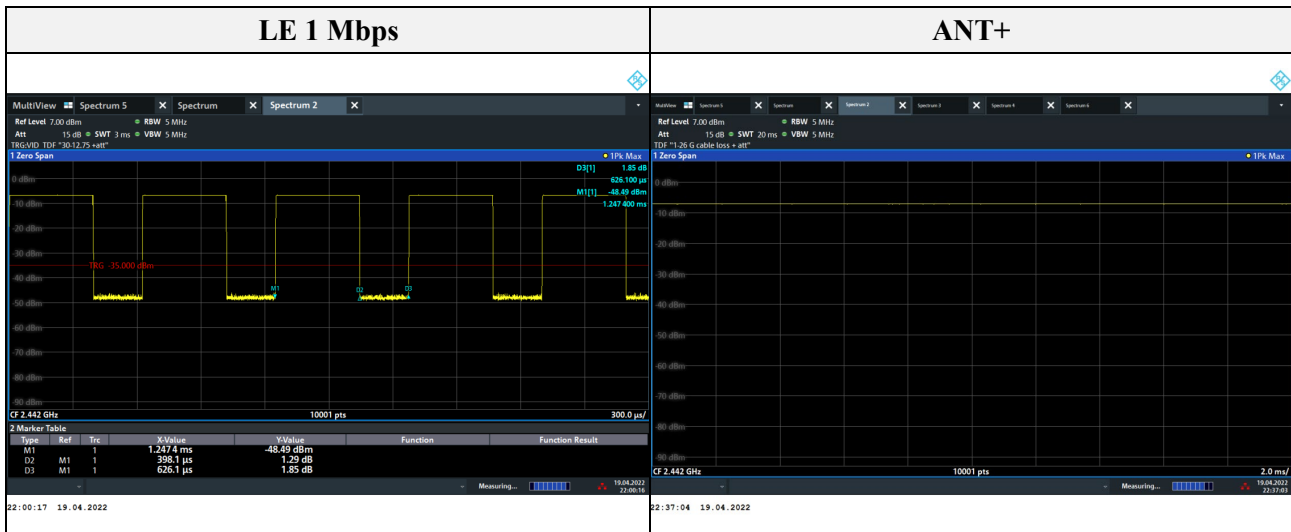 LE 1 Mbps
ANT+
MultiView Spectrum 5 X Spectrum X Spectrum 2 X
Ref Level 7.00 dBm RBW 5 MHz
Att 15 dB SWT 3 ms VBW 5 MHz
TRG:VID TDF "30-12.75 +att"
1 Zero Span 1Pk Max
D3[1] 1.85 dB
626.100 µs
M1[1] -48.49 dBm
1.247 400 ms
0 dBm
-10 dBm
-20 dBm
-30 dBm
TRG -35.000 dBm
-40 dBm
M1 D2 D3
-50 dBm
-60 dBm
-70 dBm
-80 dBm
-90 dBm
CF 2.442 GHz 10001 pts 300.0 µs/
2 Marker Table
Type Ref Trc X-Value Y-Value Function Function Result
M1 1 1.247 4 ms -48.49 dBm
D2 M1 1 398.1 µs 1.29 dB
D3 M1 1 626.1 µs 1.85 dB
Measuring... 19.04.2022
22:00:16
22:00:17 19.04.2022
MultiView Spectrum 5 X Spectrum X Spectrum 2 X Spectrum 3 X Spectrum 4 X Spectrum 6 X
Ref Level 7.00 dBm RBW 5 MHz
Att 15 dB SWT 20 ms VBW 5 MHz
TDF "1-26 G cable loss + att"
1 Zero Span 1Pk Max
0 dBm
-10 dBm
-20 dBm
-30 dBm
-40 dBm
-50 dBm
-60 dBm
-70 dBm
-80 dBm
-90 dBm
CF 2.442 GHz 10001 pts 2.0 ms/
Measuring... 19.04.2022
22:37:03
22:37:04 19.04.2022